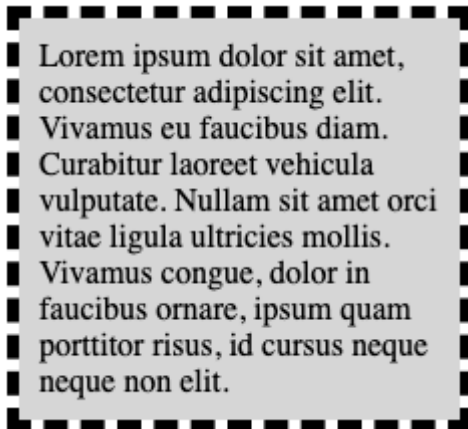 Lorem ipsum dolor sit amet,
consectetur adipiscing elit.
Vivamus eu faucibus diam.
Curabitur laoreet vehicula
vulputate. Nullam sit amet orci
vitae ligula ultricies mollis.
Vivamus congue, dolor in
faucibus ornare, ipsum quam
porttitor risus, id cursus neque
neque non elit.